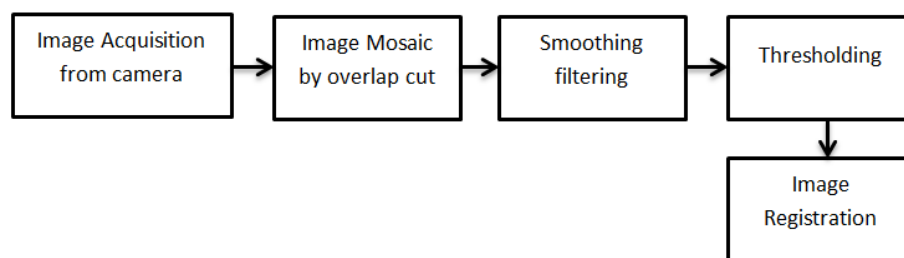 Image Acquisition
from camera
Image Mosaic
by overlap cut
Smoothing
filtering
Thresholding
Image
Registration